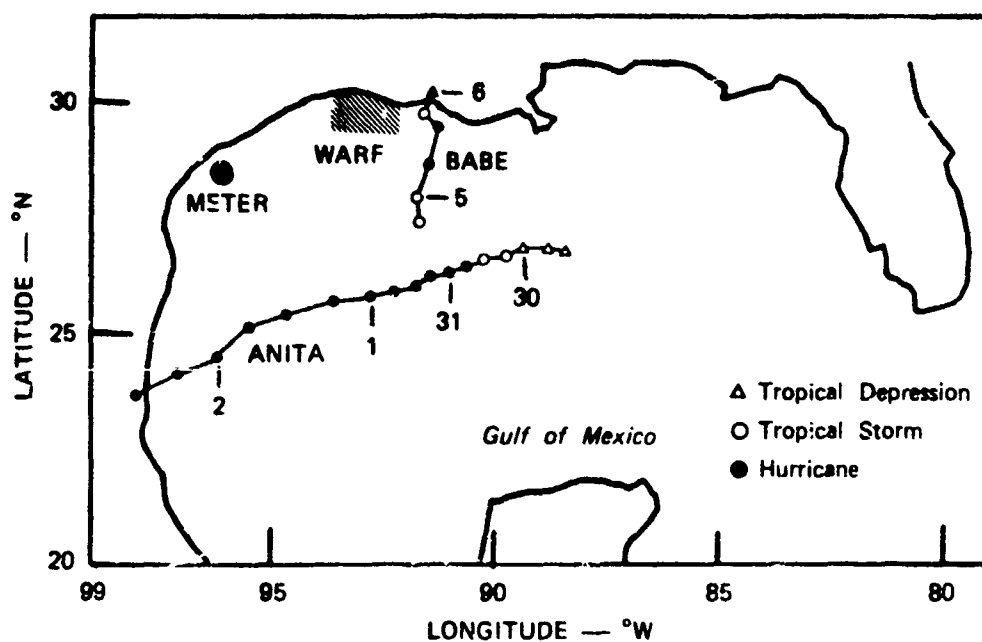 30
6
WARF
BABE
METER
5
30
31
1
25
ANITA
2
△ Tropical Depression
Gulf of Mexico
○ Tropical Storm
● Hurricane
20
99
95
90
85
80
LATITUDE — °N
LONGITUDE — °W